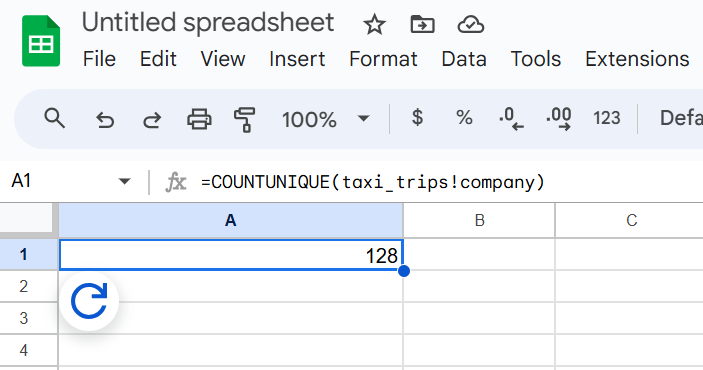 Untitled spreadsheet
File Edit View Insert Format Data Tools Extensions
100% $ % .0 .00 123 Defa
A1 fx =COUNTUNIQUE(taxi_trips!company)
A B C
1 128
2
3
4